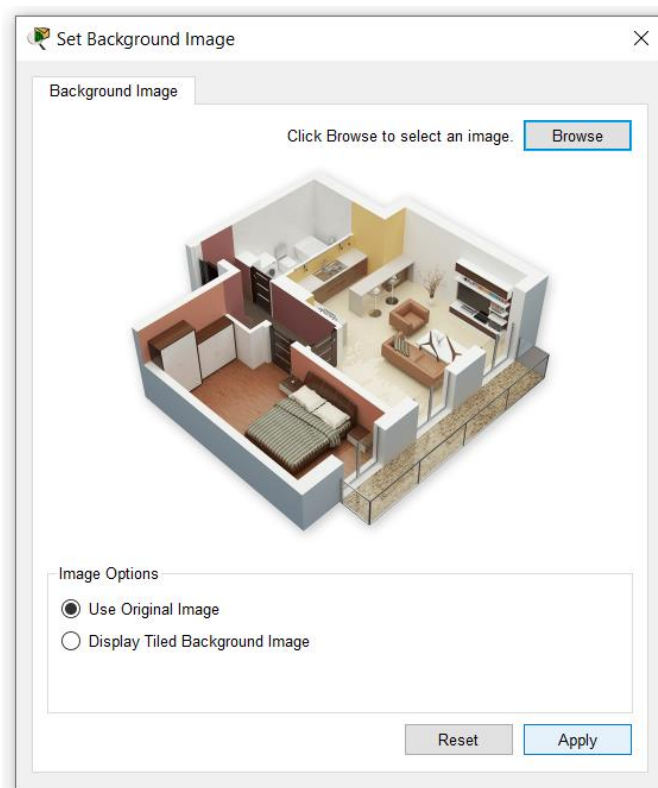 Set Background Image
Background Image
Click Browse to select an image. Browse
Image Options
Use Original Image
Display Tiled Background Image
Reset Apply